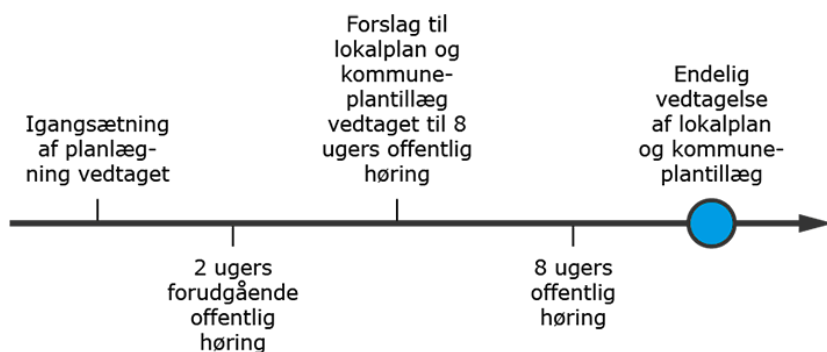 Igangsætning
af planlæg-
ning vedtaget
2 ugers
forudgående
offentlig
høring
Forslag til
lokalplan og
kommune-
plantillæg
vedtaget til 8
ugers offentlig
høring
8 ugers
offentlig
høring
Endelig
vedtagelse
af lokalplan
og kommune-
plantillæg